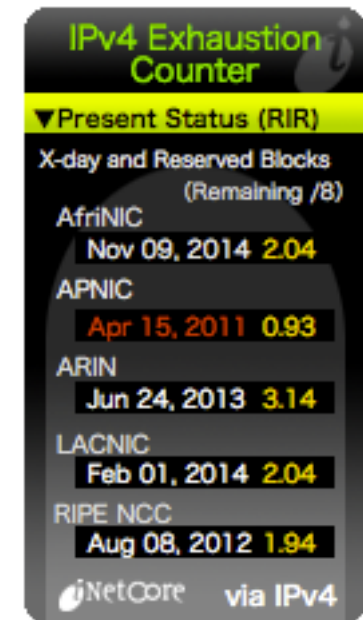 IPv4 Exhaustion
Counter
▼Present Status (RIR)
X-day and Reserved Blocks
(Remaining /8)
AfriNIC
Nov 09, 2014 2.04
APNIC
Apr 15, 2011 0.93
ARIN
Jun 24, 2013 3.14
LACNIC
Feb 01, 2014 2.04
RIPE NCC
Aug 08, 2012 1.94
iNetCore via IPv4